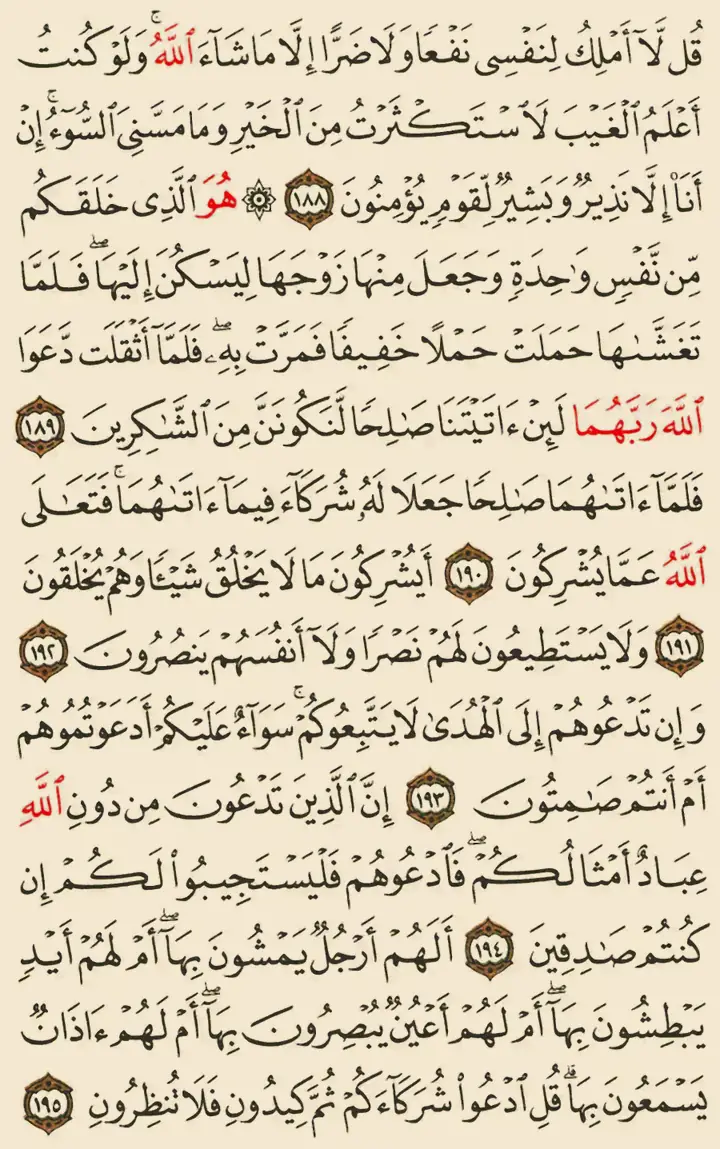 قُل لَّآ أَمْلِكُ لِنَفْسِى نَفْعًا وَلَا ضَرًّا إِلَّا مَا شَآءَ ٱللَّهُ ۚ وَلَوْ كُنتُ
أَعْلَمُ ٱلْغَيْبَ لَٱسْتَكْثَرْتُ مِنَ ٱلْخَيْرِ وَمَا مَسَّنِىَ ٱلسُّوٓءُ ۚ إِنْ
أَنَا۠ إِلَّا نَذِيرٌ وَبَشِيرٌ لِّقَوْمٍ يُؤْمِنُونَ ١٨٨ ۞ هُوَ ٱلَّذِى خَلَقَكُم
مِّن نَّفْسٍ وَٰحِدَةٍ وَجَعَلَ مِنْهَا زَوْجَهَا لِيَسْكُنَ إِلَيْهَا ۖ فَلَمَّا
تَغَشَّىٰهَا حَمَلَتْ حَمْلًا خَفِيفًا فَمَرَّتْ بِهِۦ ۖ فَلَمَّآ أَثْقَلَت دَّعَوَا
ٱللَّهَ رَبَّهُمَا لَئِنْ ءَاتَيْتَنَا صَٰلِحًا لَّنَكُونَنَّ مِنَ ٱلشَّٰكِرِينَ ١٨٩
فَلَمَّآ ءَاتَىٰهُمَا صَٰلِحًا جَعَلَا لَهُۥ شُرَكَآءَ فِيمَآ ءَاتَىٰهُمَا ۚ فَتَعَٰلَى
ٱللَّهُ عَمَّا يُشْرِكُونَ ١٩٠ أَيُشْرِكُونَ مَا لَا يَخْلُقُ شَيْـًٔا وَهُمْ يُخْلَقُونَ
١٩١ وَلَا يَسْتَطِيعُونَ لَهُمْ نَصْرًا وَلَآ أَنفُسَهُمْ يَنصُرُونَ ١٩٢
وَإِن تَدْعُوهُمْ إِلَى ٱلْهُدَىٰ لَا يَتَّبِعُوكُمْ ۚ سَوَآءٌ عَلَيْكُمْ أَدَعَوْتُمُوهُمْ
أَمْ أَنتُمْ صَٰمِتُونَ ١٩٣ إِنَّ ٱلَّذِينَ تَدْعُونَ مِن دُونِ ٱللَّهِ
عِبَادٌ أَمْثَالُكُمْ ۖ فَٱدْعُوهُمْ فَلْيَسْتَجِيبُوا۟ لَكُمْ إِن
كُنتُمْ صَٰدِقِينَ ١٩٤ أَلَهُمْ أَرْجُلٌ يَمْشُونَ بِهَآ ۖ أَمْ لَهُمْ أَيْدٍ
يَبْطِشُونَ بِهَآ ۖ أَمْ لَهُمْ أَعْيُنٌ يُبْصِرُونَ بِهَآ ۖ أَمْ لَهُمْ ءَاذَانٌ
يَسْمَعُونَ بِهَا ۗ قُلِ ٱدْعُوا۟ شُرَكَآءَكُمْ ثُمَّ كِيدُونِ فَلَا تُنظِرُونِ ١٩٥